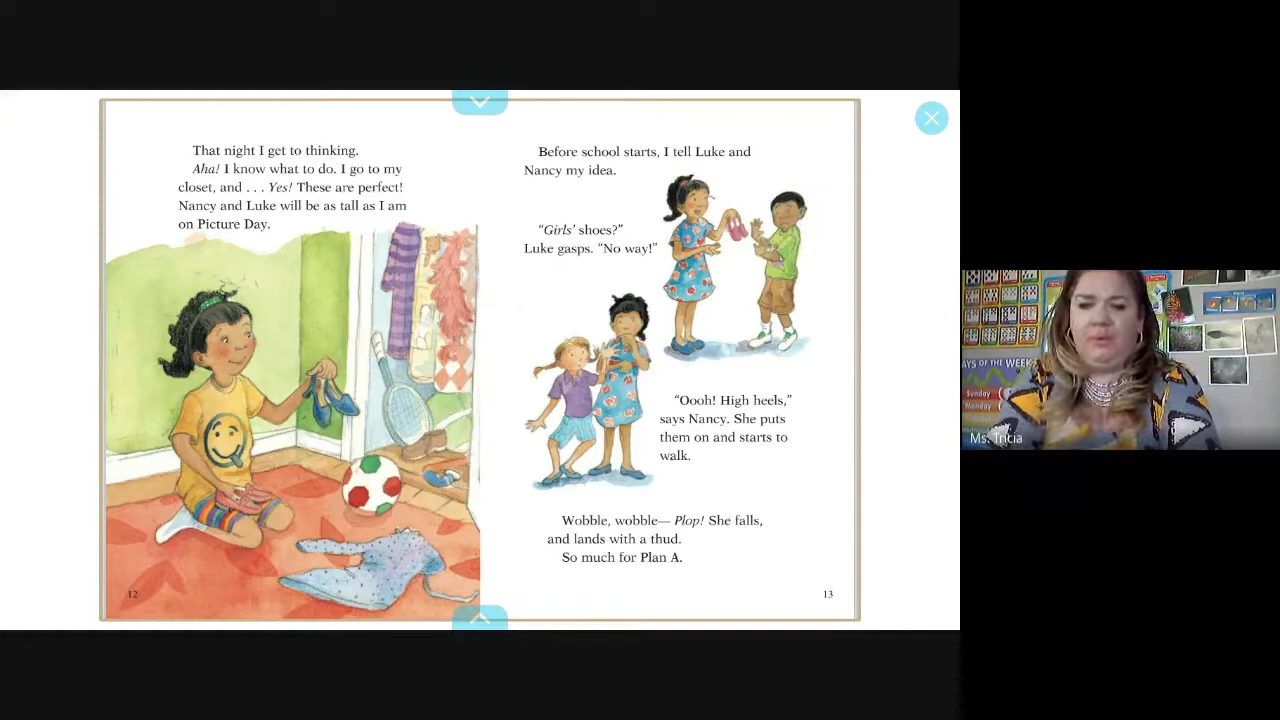 That night I get to thinking.
Aha! I know what to do. I go to my
closet, and . . . Yes! These are perfect!
Nancy and Luke will be as tall as I am
on Picture Day.
12
Before school starts, I tell Luke and
Nancy my idea.
“Girls’ shoes?”
Luke gasps. “No way!”
“Oooh! High heels,”
says Nancy. She puts
them on and starts to
walk.
Wobble, wobble— Plop! She falls,
and lands with a thud.
So much for Plan A.
13
AYS OF THE WEEK
Sunday
Monday
Ms. Tricia